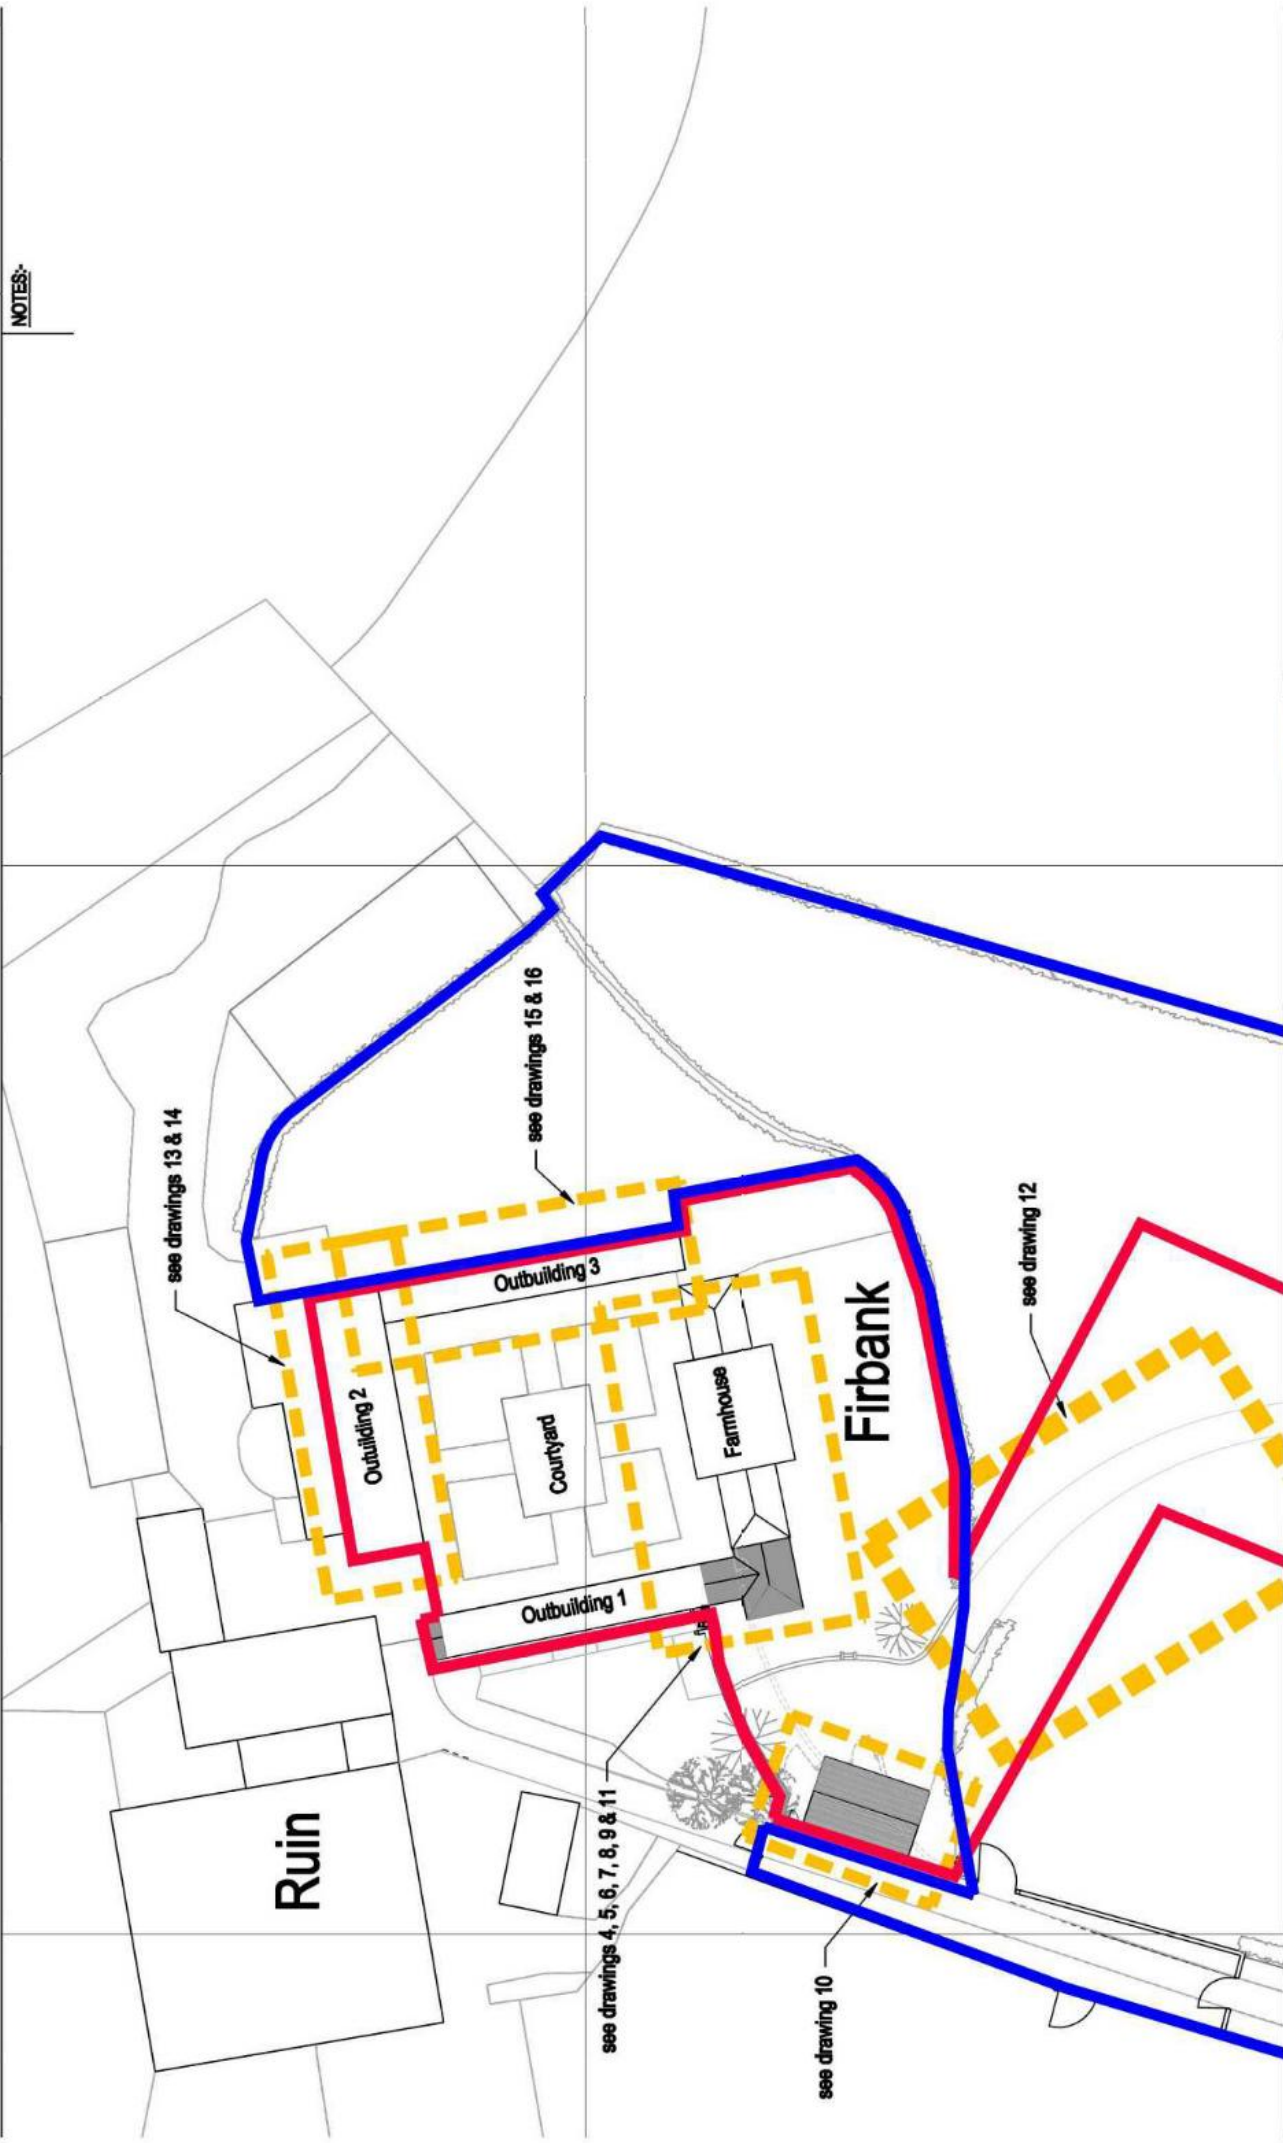 NOTES:-
see drawings 13 & 14
see drawings 15 & 16
see drawing 12
Outbuilding 3
Outuilding 2
Courtyard
Farmhouse
Firbank
Outbuilding 1
Ruin
see drawings 4, 5, 6, 7, 8, 9 & 11
see drawing 10